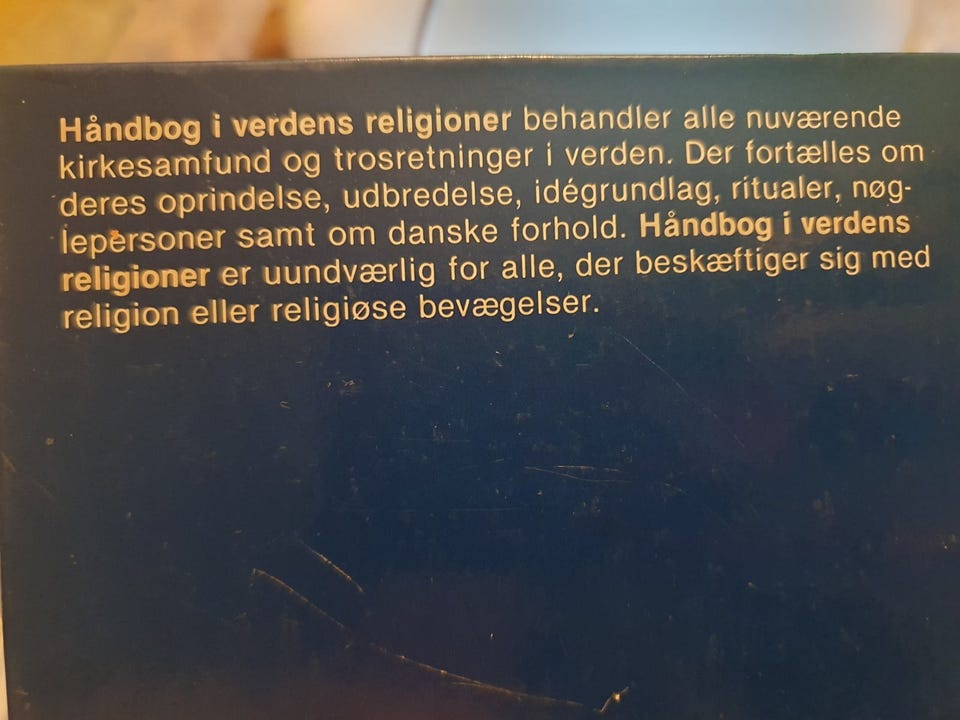 Håndbog i verdens religioner behandler alle nuværende
kirkesamfund og trosretninger i verden. Der fortælles om
deres oprindelse, udbredelse, idégrundlag, ritualer, nøg-
lepersoner samt om danske forhold. Håndbog i verdens
religioner er uundværlig for alle, der beskæftiger sig med
religion eller religiøse bevægelser.